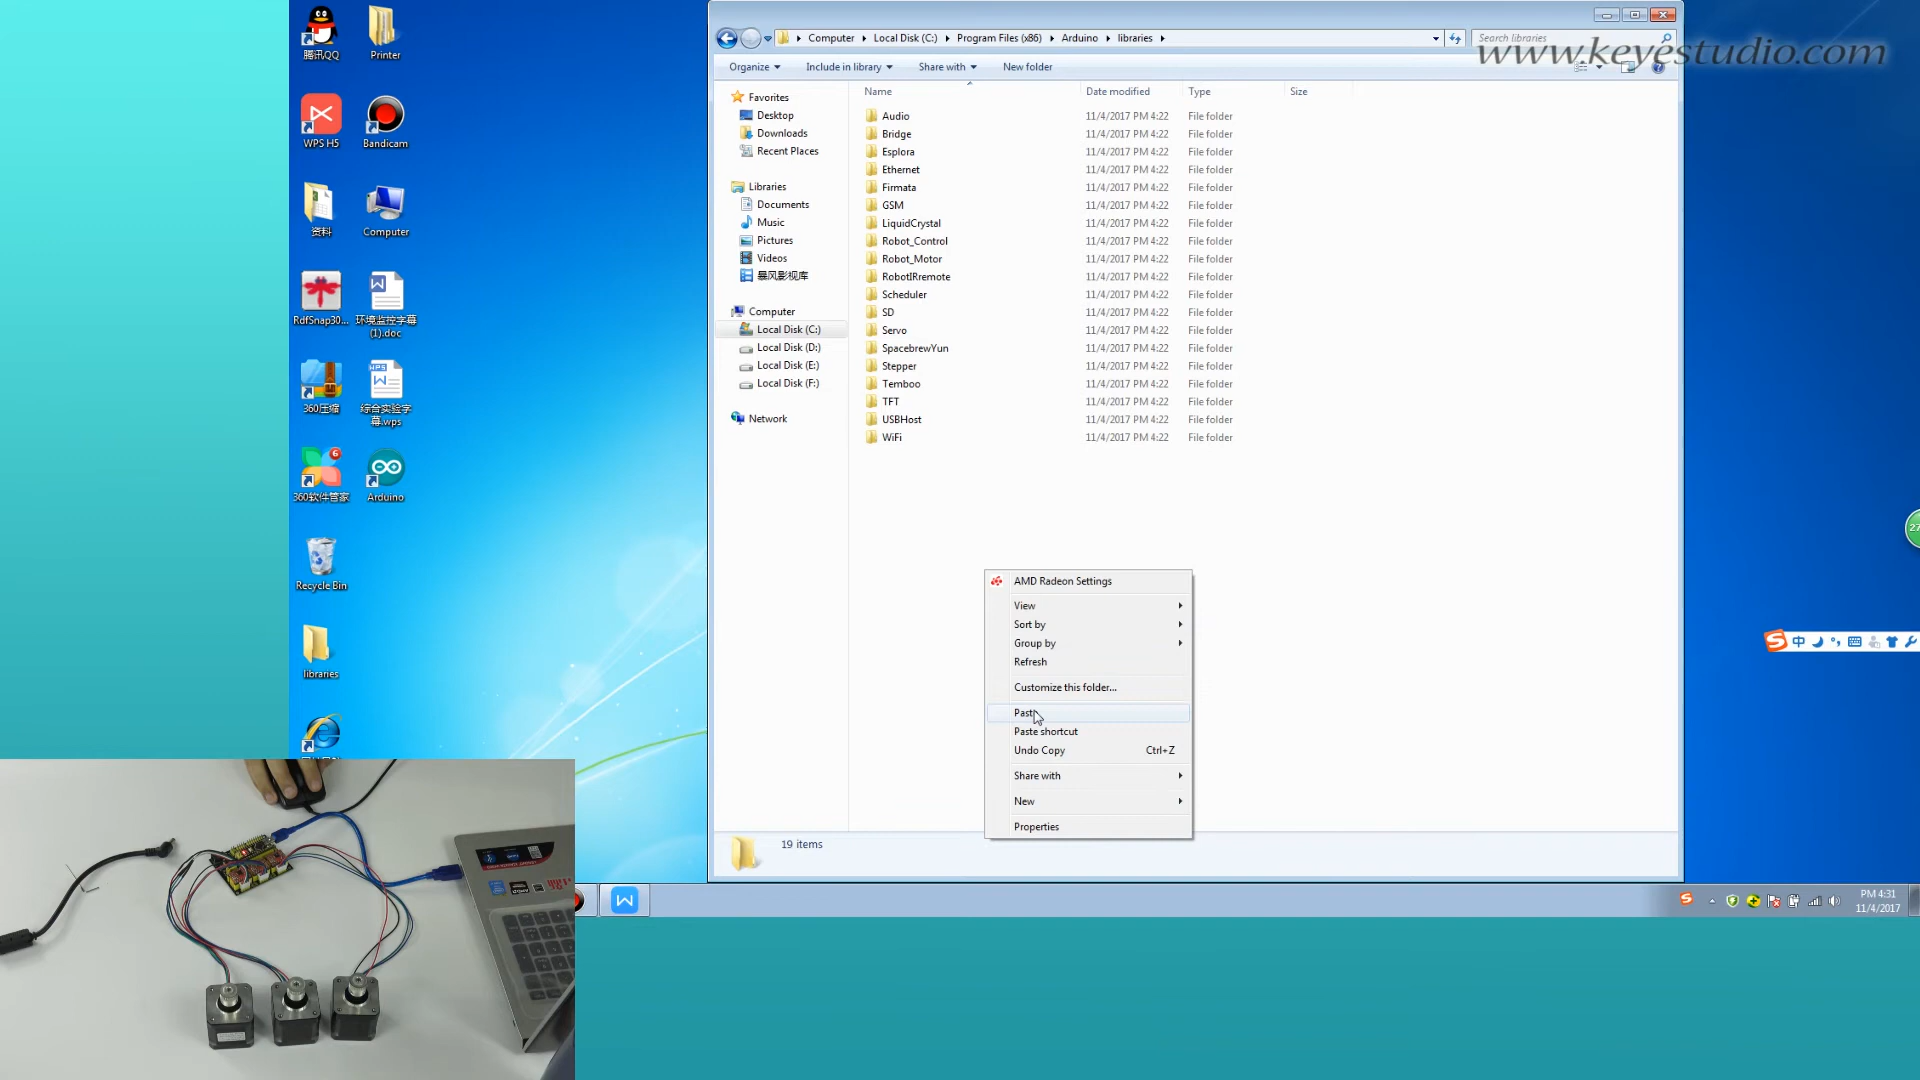 www.keyestudio.com
腾讯QQ
Printer
WPS H5
Bandicam
资料
Computer
RdfSnap30...
环境监控字幕
(1).doc
360压缩
综合实验字
幕.wps
360软件管家
Arduino
Recycle Bin
libraries
Computer
Local Disk (C:)
Program Files (x86)
Arduino
libraries
Search libraries
Organize
Include in library
Share with
New folder
Favorites
Desktop
Downloads
Recent Places
Libraries
Documents
Music
Pictures
Videos
暴风影视库
Computer
Local Disk (C:)
Local Disk (D:)
Local Disk (E:)
Local Disk (F:)
Network
Name Date modified Type Size
Audio 11/4/2017 PM 4:22 File folder
Bridge 11/4/2017 PM 4:22 File folder
Esplora 11/4/2017 PM 4:22 File folder
Ethernet 11/4/2017 PM 4:22 File folder
Firmata 11/4/2017 PM 4:22 File folder
GSM 11/4/2017 PM 4:22 File folder
LiquidCrystal 11/4/2017 PM 4:22 File folder
Robot_Control 11/4/2017 PM 4:22 File folder
Robot_Motor 11/4/2017 PM 4:22 File folder
RobotIRremote 11/4/2017 PM 4:22 File folder
Scheduler 11/4/2017 PM 4:22 File folder
SD 11/4/2017 PM 4:22 File folder
Servo 11/4/2017 PM 4:22 File folder
SpacebrewYun 11/4/2017 PM 4:22 File folder
Stepper 11/4/2017 PM 4:22 File folder
Temboo 11/4/2017 PM 4:22 File folder
TFT 11/4/2017 PM 4:22 File folder
USBHost 11/4/2017 PM 4:22 File folder
WiFi 11/4/2017 PM 4:22 File folder
AMD Radeon Settings
View
Sort by
Group by
Refresh
Customize this folder...
Past
Paste shortcut
Undo Copy Ctrl+Z
Share with
New
Properties
19 items
27
中
PM 4:31
11/4/2017